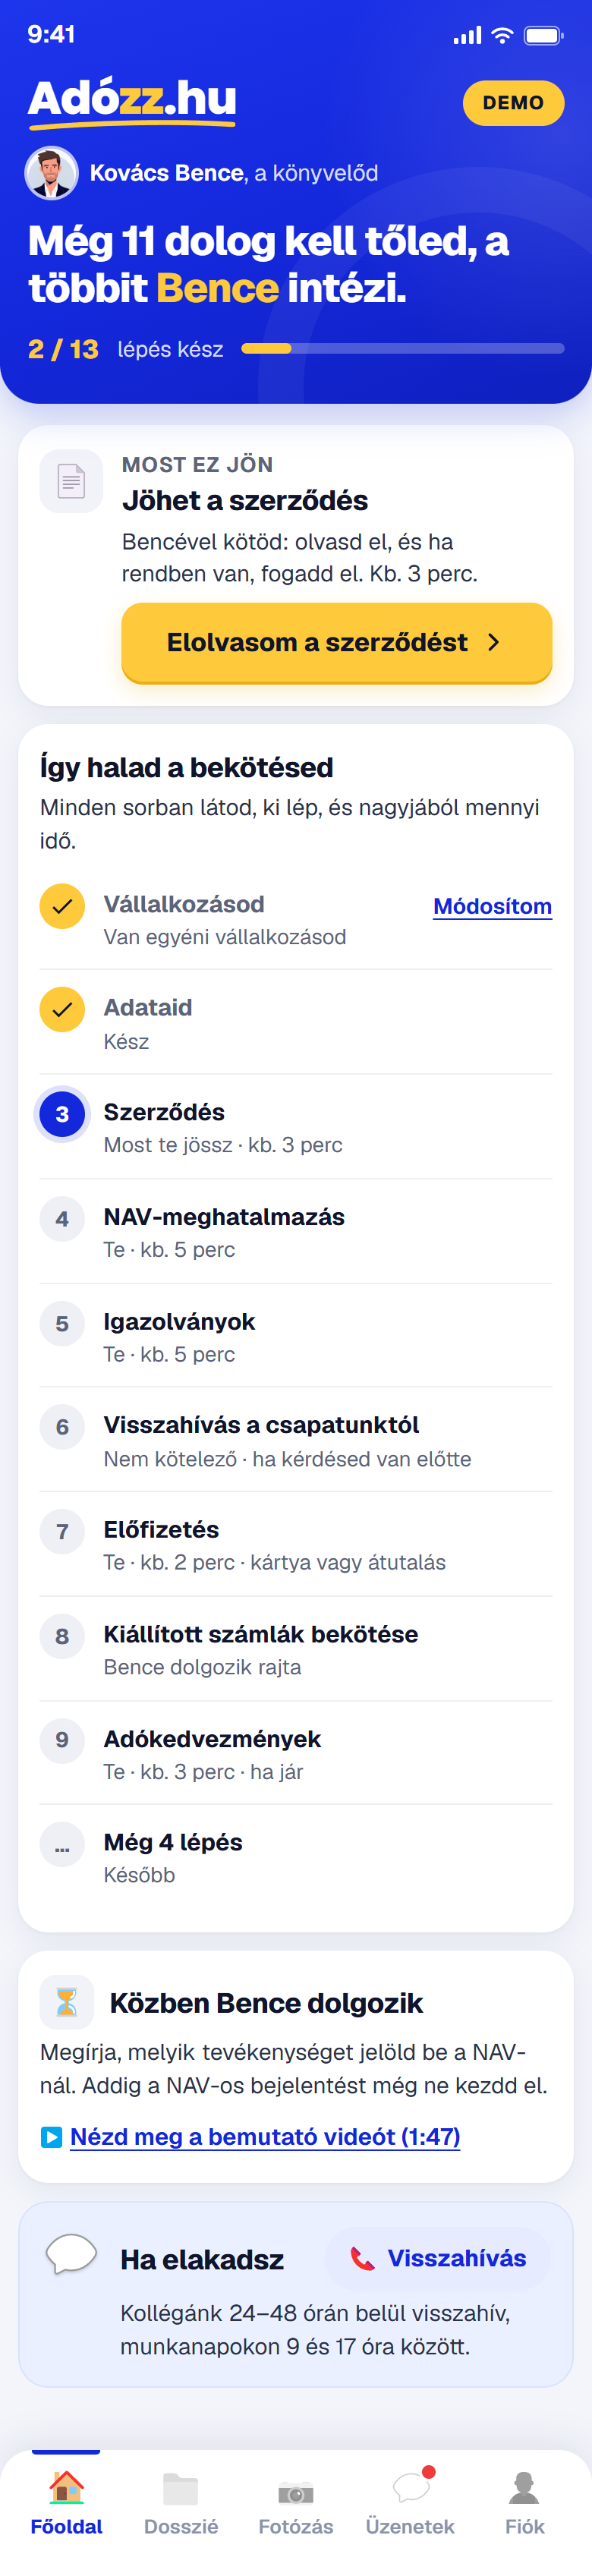 9:41
Adózz.hu
DEMO
Kovács Bence, a könyvelőd
Még 11 dolog kell tőled, a
többit Bence intézi.
2 / 13 lépés kész
MOST EZ JÖN
Jöhet a szerződés
Bencével kötöd: olvasd el, és ha
rendben van, fogadd el. Kb. 3 perc.
Elolvasom a szerződést
Így halad a bekötésed
Minden sorban látod, ki lép, és nagyjából mennyi
idő.
Vállalkozásod
Módosítom
Van egyéni vállalkozásod
Adataid
Kész
3
Szerződés
Most te jössz · kb. 3 perc
4
NAV-meghatalmazás
Te · kb. 5 perc
5
Igazolványok
Te · kb. 5 perc
6
Visszahívás a csapatunktól
Nem kötelező · ha kérdésed van előtte
7
Előfizetés
Te · kb. 2 perc · kártya vagy átutalás
8
Kiállított számlák bekötése
Bence dolgozik rajta
9
Adókedvezmények
Te · kb. 3 perc · ha jár
...
Még 4 lépés
Később
Közben Bence dolgozik
Megírja, melyik tevékenységet jelöld be a NAV-
nál. Addig a NAV-os bejelentést még ne kezdd el.
Nézd meg a bemutató videót (1:47)
Ha elakadsz
Visszahívás
Kollégánk 24–48 órán belül visszahív,
munkanapokon 9 és 17 óra között.
Főoldal
Dosszié
Fotózás
Üzenetek
Fiók